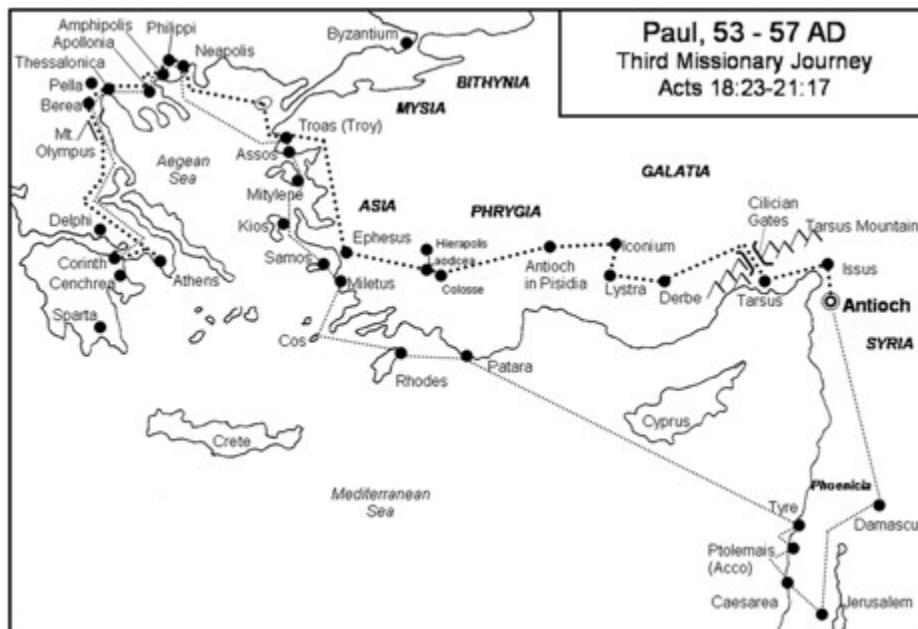 Paul, 53 - 57 AD
Third Missionary Journey
Acts 18:23-21:17
Philippi
Amphipolis
Apollonia
Neapolis
Byzantium
Thessalonica
Pella
Berea
BITHYNIA
MYSIA
Mt.
Olympus
Troas (Troy)
Assos
Aegean
Sea
Mitylene
GALATIA
ASIA
PHRYGIA
Cilician
Gates
Tarsus Mountain
Delphi
Kios
Ephesus
Hierapolis
Laodicea
Colosse
Iconium
Samos
Corinth
Athens
Cenchrea
Miletus
Antioch
in Pisidia
Lystra
Derbe
Tarsus
Issus
Antioch
Sparta
SYRIA
Cos
Rhodes
Patara
Crete
Cyprus
Mediterranean
Sea
Phoenicia
Tyre
Damascu
Ptolemais
(Acco)
Caesarea
Jerusalem